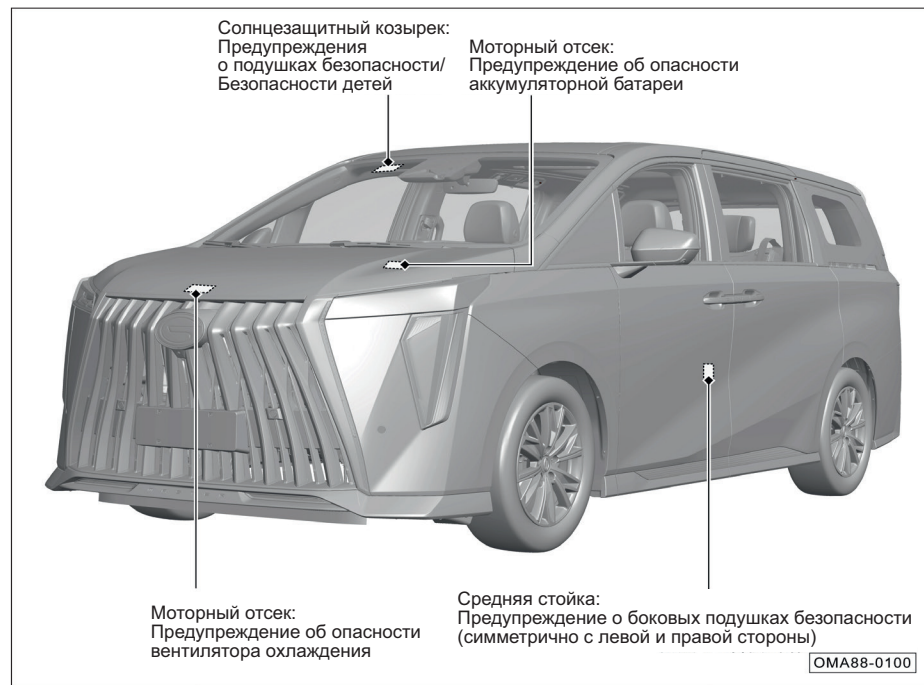 Солнцезащитный козырек:
Предупреждения
о подушках безопасности/
Безопасности детей
Моторный отсек:
Предупреждение об опасности
аккумуляторной батареи
Моторный отсек:
Предупреждение об опасности
вентилятора охлаждения
Средняя стойка:
Предупреждение о боковых подушках безопасности
(симметрично с левой и правой стороны)
OMA88-0100